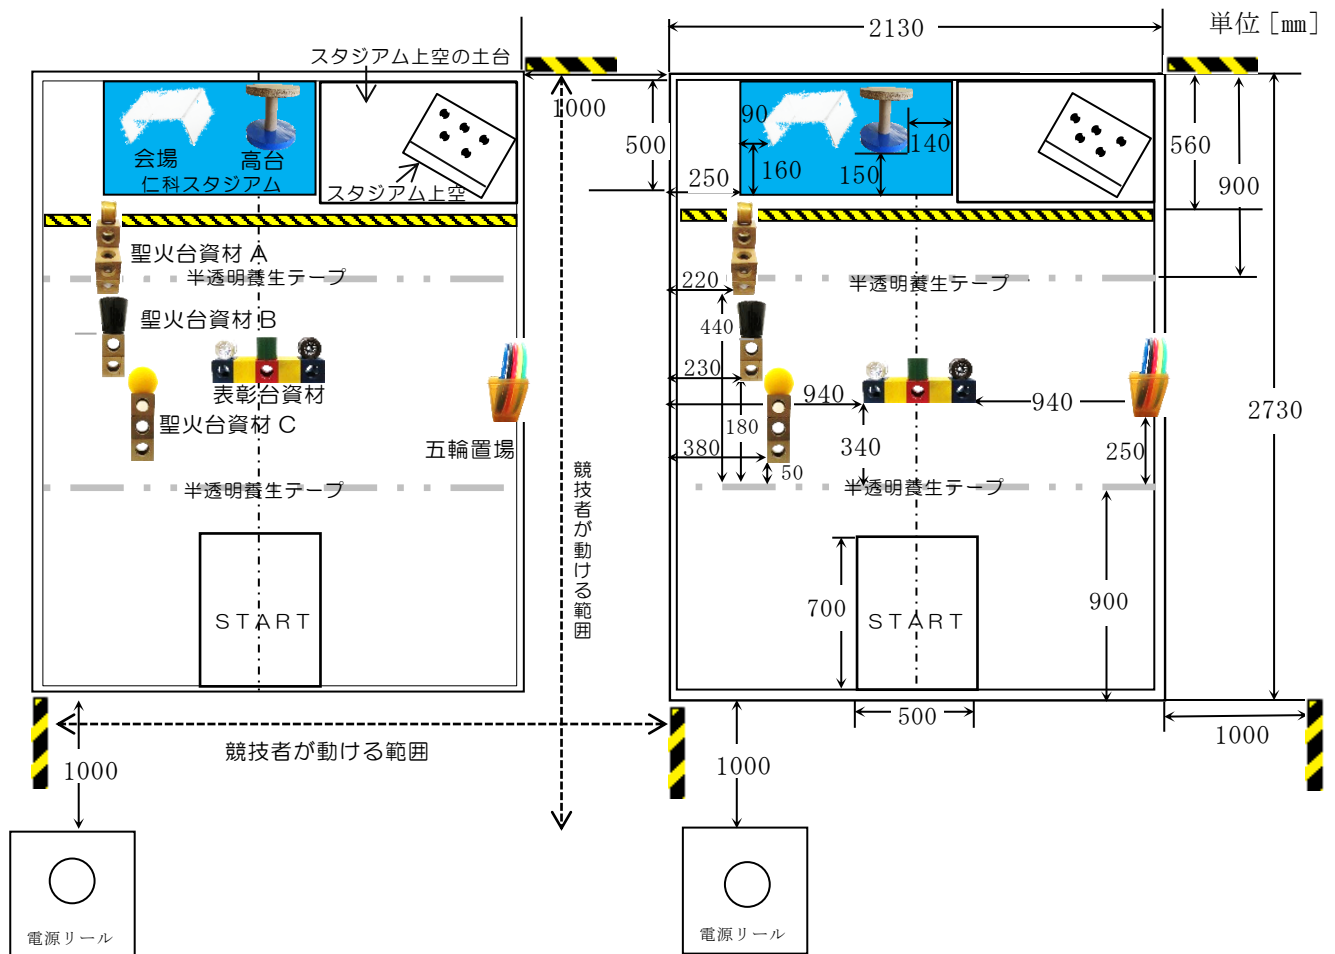 単位［mm］
2130
スタジアム上空の土台
1000
500
90
140
560
会場
高台
仁科スタジアム
スタジアム上空
250
160
150
900
聖火台資材 A
半透明養生テープ
220
半透明養生テープ
聖火台資材 B
440
表彰台資材
230
940
940
2730
聖火台資材 C
180
340
五輪置場
380
50
250
半透明養生テープ
半透明養生テープ
競技者が動ける範囲
ＳＴＡＲＴ
700
ＳＴＡＲＴ
900
500
1000
競技者が動ける範囲
1000
1000
電源リール
電源リール